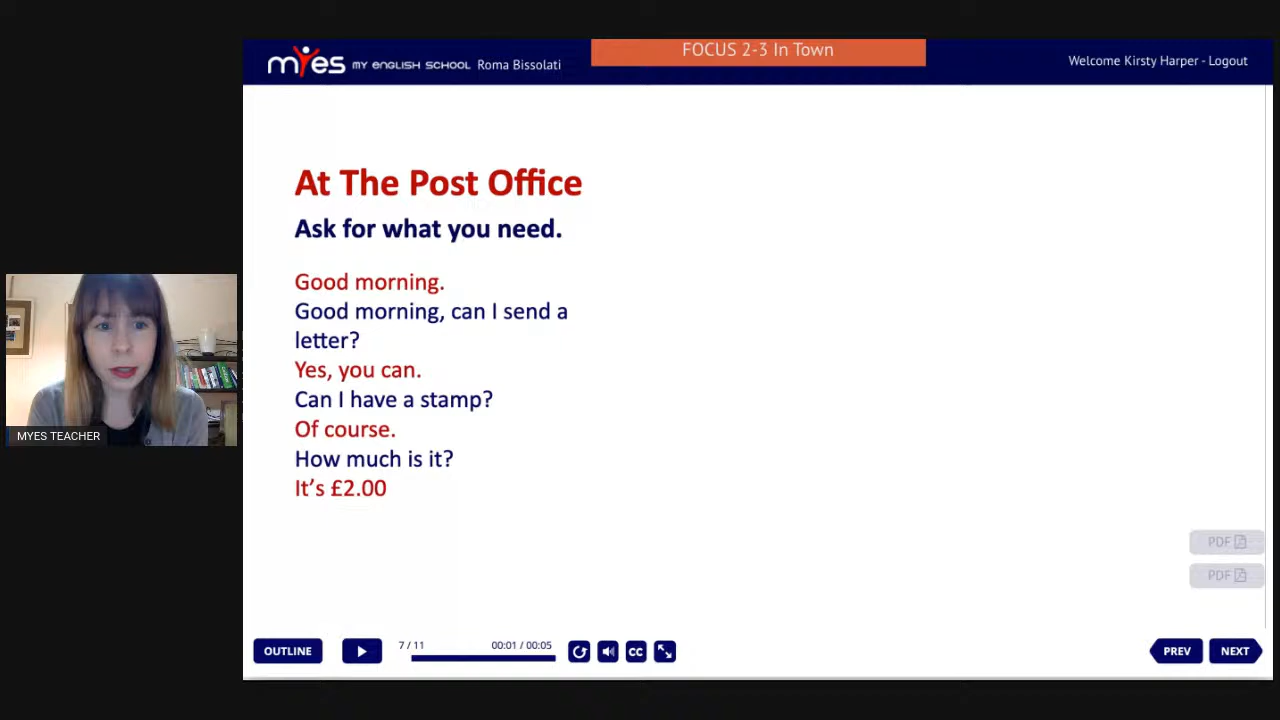 FOCUS 2-3 In Town
myes MY ENGLISH SCHOOL Roma Bissolati
Welcome Kirsty Harper - Logout
At The Post Office
Ask for what you need.
Good morning.
Good morning, can I send a
letter?
Yes, you can.
Can I have a stamp?
Of course.
How much is it?
It's £2.00
MYES TEACHER
PDF
PDF
OUTLINE
7 / 11
00:01 / 00:05
CC
PREV
NEXT